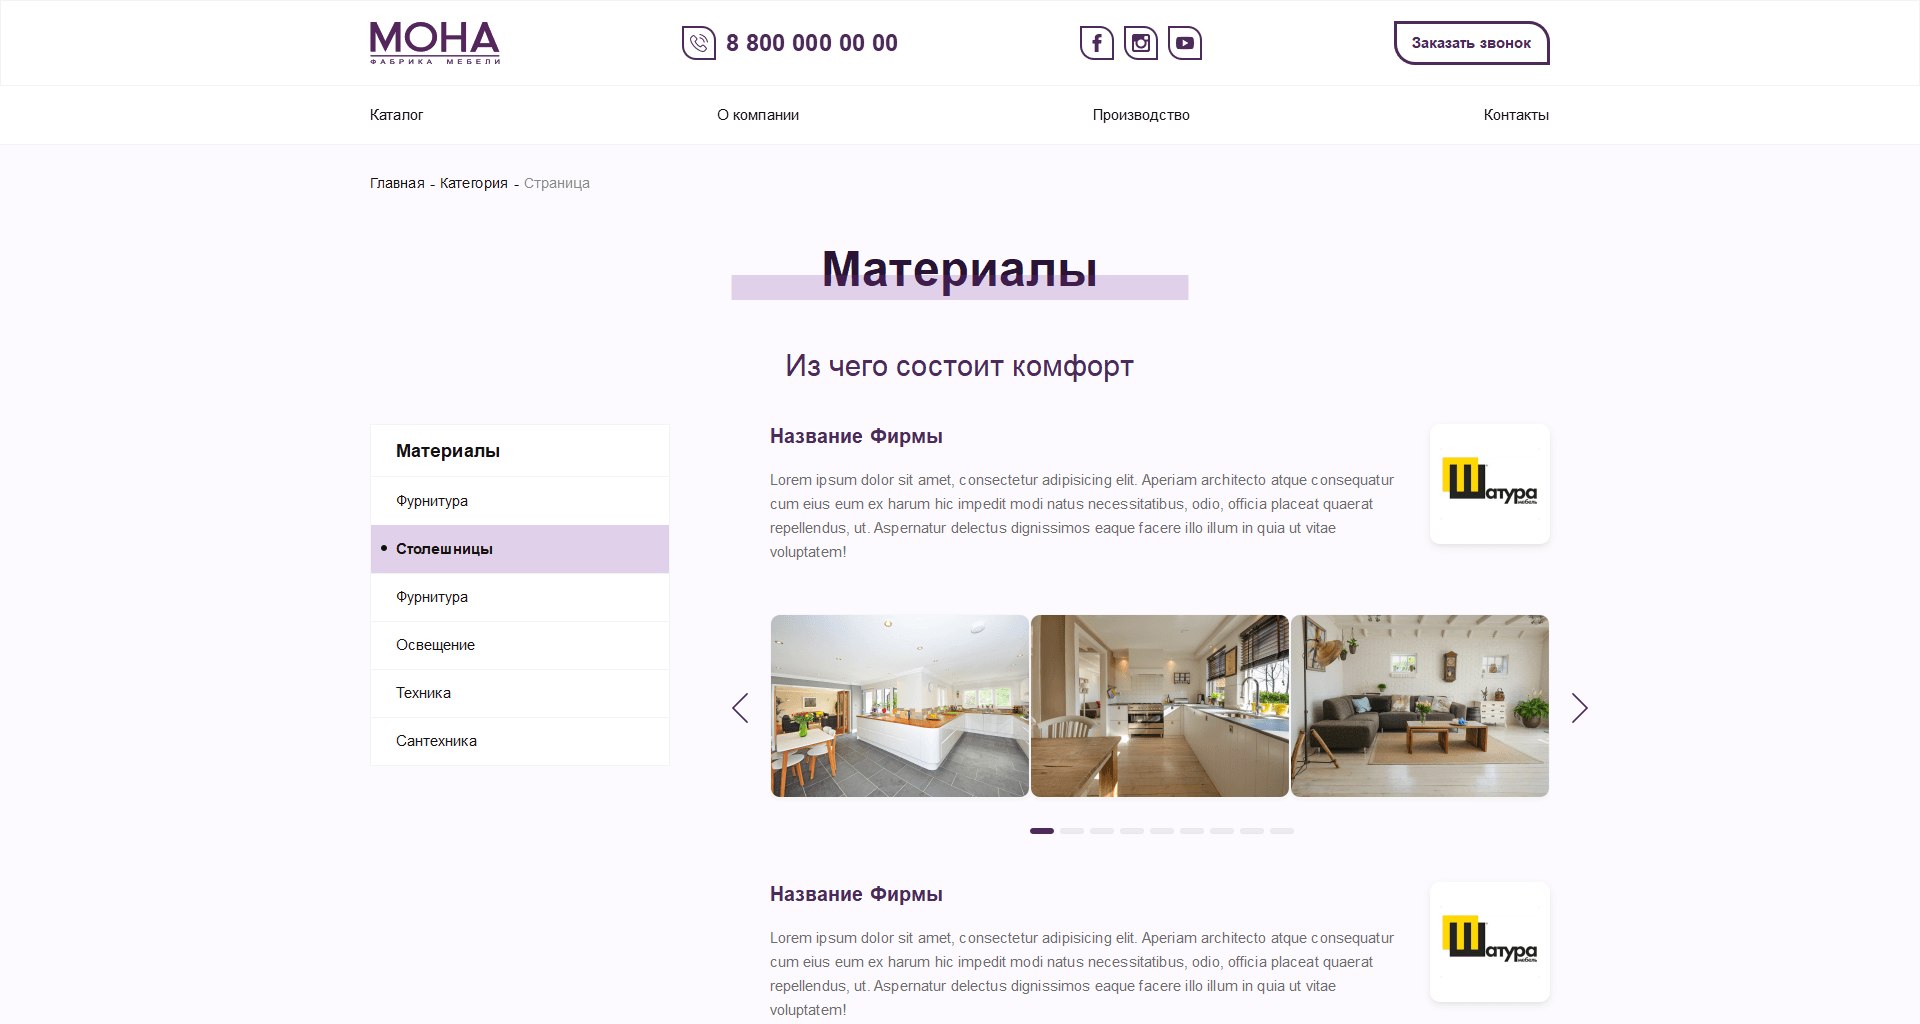 МОНА
ФАБРИКА МЕБЕЛИ
8 800 000 00 00
Заказать звонок
Каталог
О компании
Производство
Контакты
Главная - Категория - Страница
Материалы
Из чего состоит комфорт
Материалы
Фурнитура
Столешницы
Фурнитура
Освещение
Техника
Сантехника
Название Фирмы
Lorem ipsum dolor sit amet, consectetur adipisicing elit. Aperiam architecto atque consequatur
cum eius eum ex harum hic impedit modi natus necessitatibus, odio, officia placeat quaerat
repellendus, ut. Aspernatur delectus dignissimos eaque facere illo illum in quia ut vitae
voluptatem!
Шатура
мебель
Название Фирмы
Lorem ipsum dolor sit amet, consectetur adipisicing elit. Aperiam architecto atque consequatur
cum eius eum ex harum hic impedit modi natus necessitatibus, odio, officia placeat quaerat
repellendus, ut. Aspernatur delectus dignissimos eaque facere illo illum in quia ut vitae
voluptatem!
Шатура
мебель